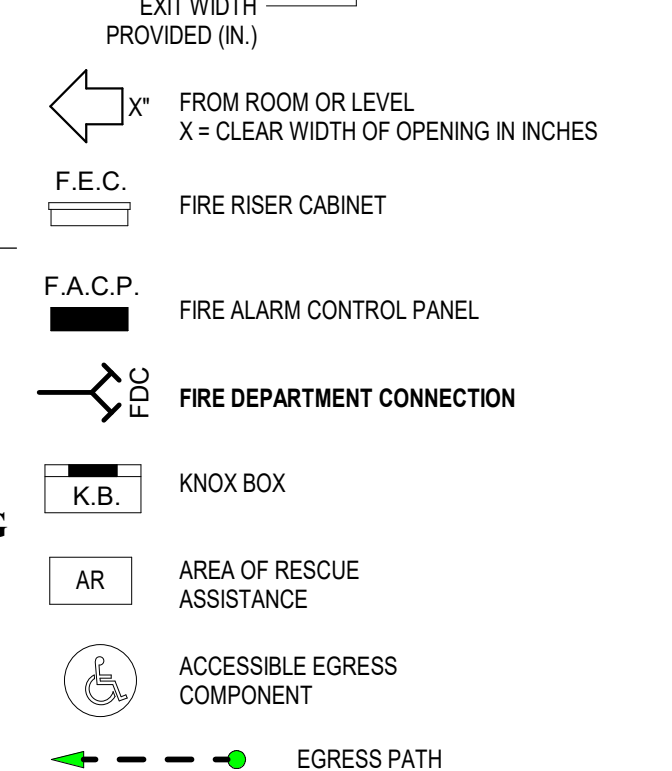 EXIT WIDTH
PROVIDED (IN.)
X" FROM ROOM OR LEVEL
X = CLEAR WIDTH OF OPENING IN INCHES
F.E.C.
FIRE RISER CABINET
F.A.C.P.
FIRE ALARM CONTROL PANEL
FDC
FIRE DEPARTMENT CONNECTION
K.B.
KNOX BOX
AR
AREA OF RESCUE
ASSISTANCE
ACCESSIBLE EGRESS
COMPONENT
EGRESS PATH